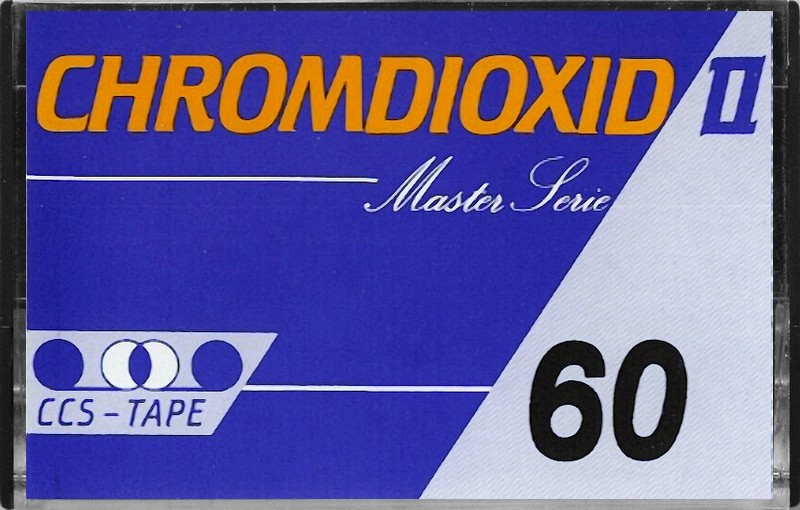 CHROMDIOXID II
Master Serie
60
CCS-TAPE